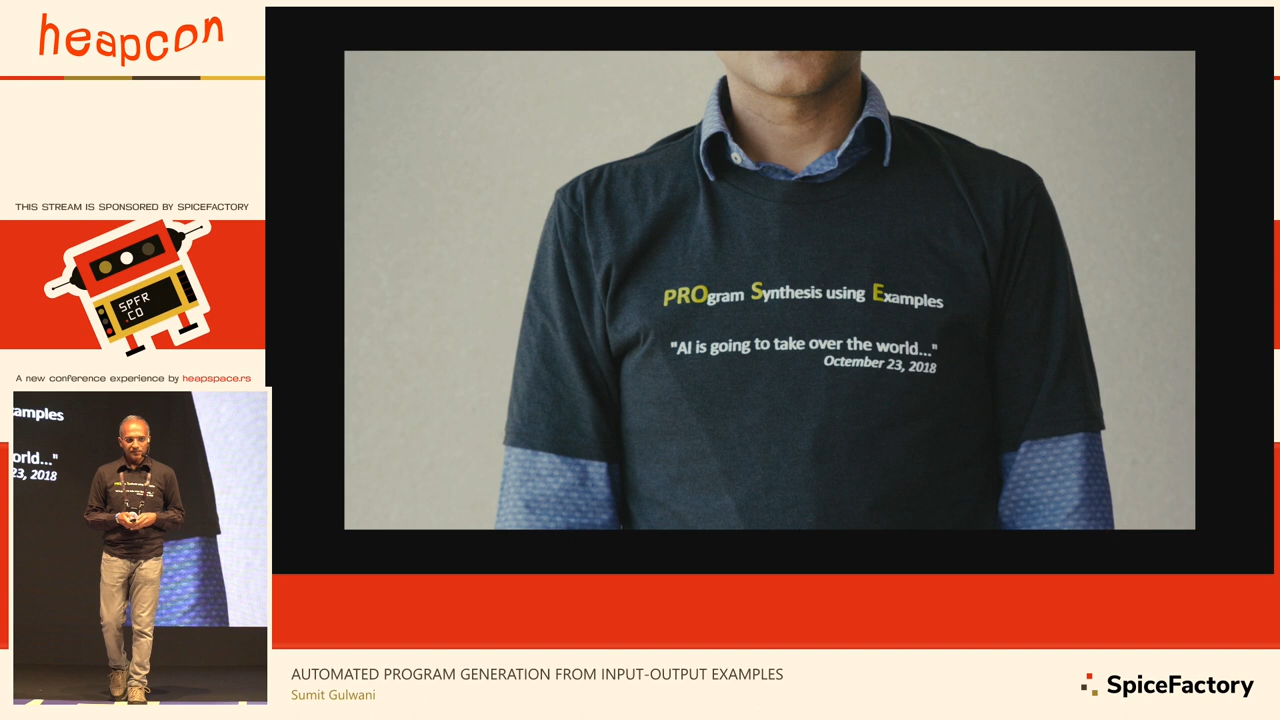 heapcon
THIS STREAM IS SPONSORED BY SPICEFACTORY
SPFR
.CO
A new conference experience by heapspace.rs
PROgram Synthesis using Examples
"AI is going to take over the world..."
Octember 23, 2018
amples
orld..."
23, 2018
AUTOMATED PROGRAM GENERATION FROM INPUT-OUTPUT EXAMPLES
Sumit Gulwani
SpiceFactory